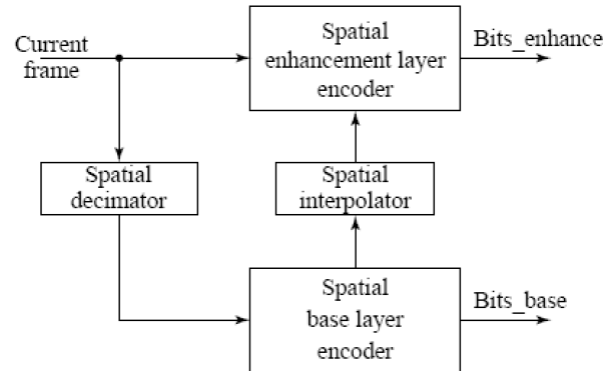 Current
frame
Spatial
enhancement layer
encoder
Bits_enhance
Spatial
decimator
Spatial
interpolator
Spatial
base layer
encoder
Bits_base